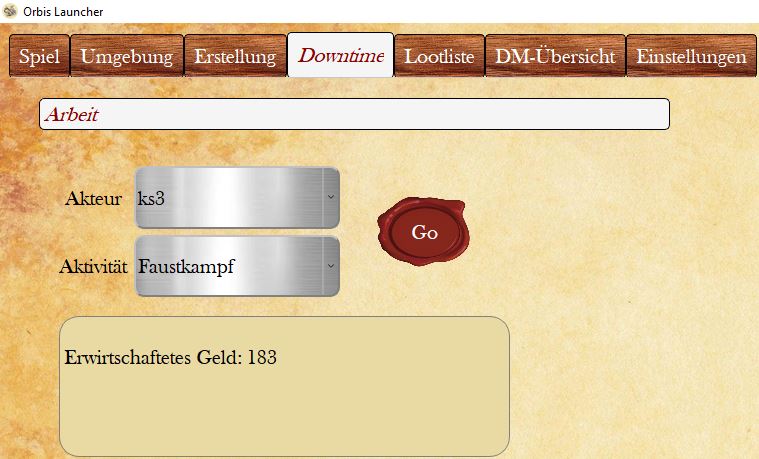 Orbis Launcher
Spiel Umgebung Erstellung Downtime Lootliste DM-Übersicht Einstellungen
Arbeit
Akteur ks3
Go
Aktivität Faustkampf
Erwirtschaftetes Geld: 183